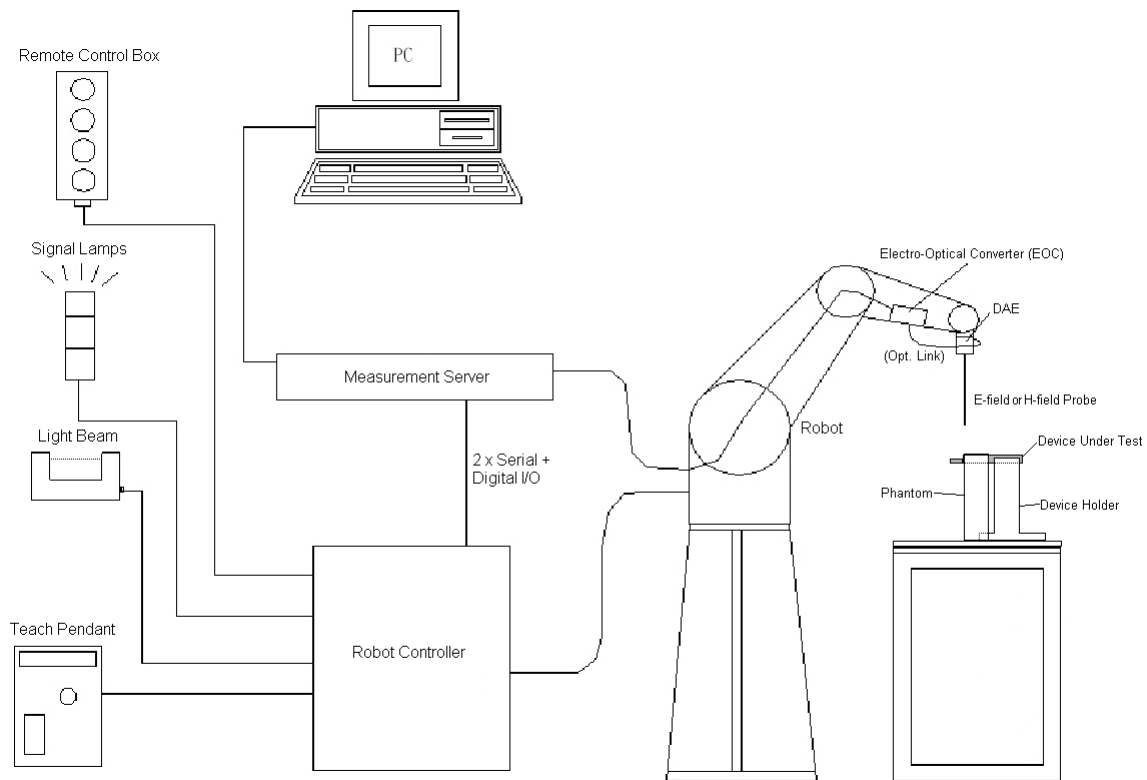 Remote Control Box
PC
Signal Lamps
Electro-Optical Converter (EOC)
DAE
(Opt. Link)
Measurement Server
E-field or H-field Probe
Robot
Light Beam
Device Under Test
2 x Serial +
Digital I/O
Phantom
Device Holder
Teach Pendant
Robot Controller